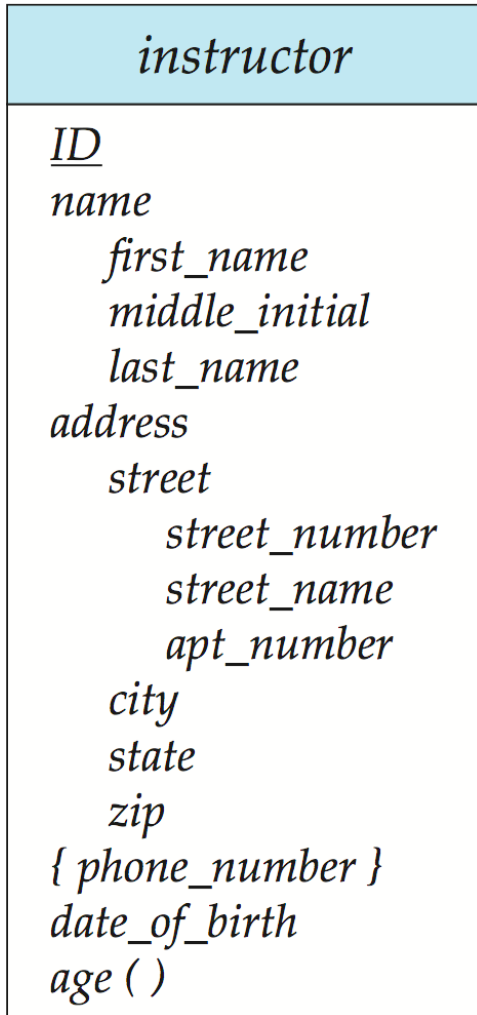 instructor
ID
name
first_name
middle_initial
last_name
address
street
street_number
street_name
apt_number
city
state
zip
{ phone_number }
date_of_birth
age ( )